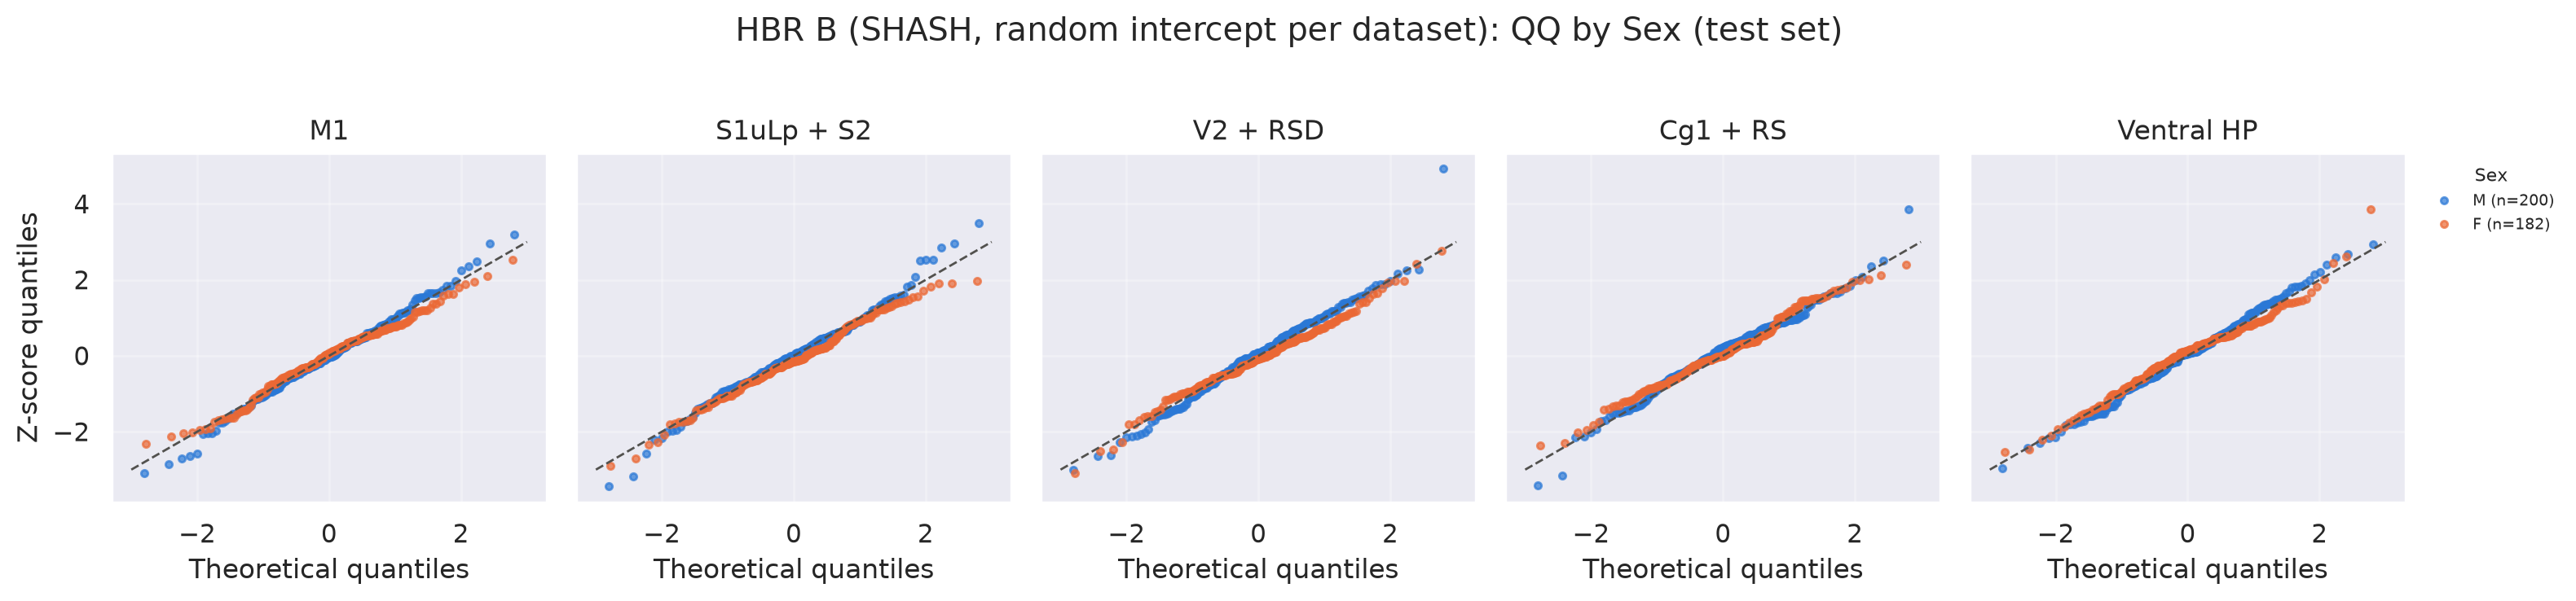 HBR B (SHASH, random intercept per dataset): QQ by Sex (test set)
M1
S1uLp + S2
V2 + RSD
Cg1 + RS
Ventral HP
Z-score quantiles
4
2
0
−2
−2 0 2
−2 0 2
−2 0 2
−2 0 2
−2 0 2
Theoretical quantiles
Theoretical quantiles
Theoretical quantiles
Theoretical quantiles
Theoretical quantiles
Sex
M (n=200)
F (n=182)